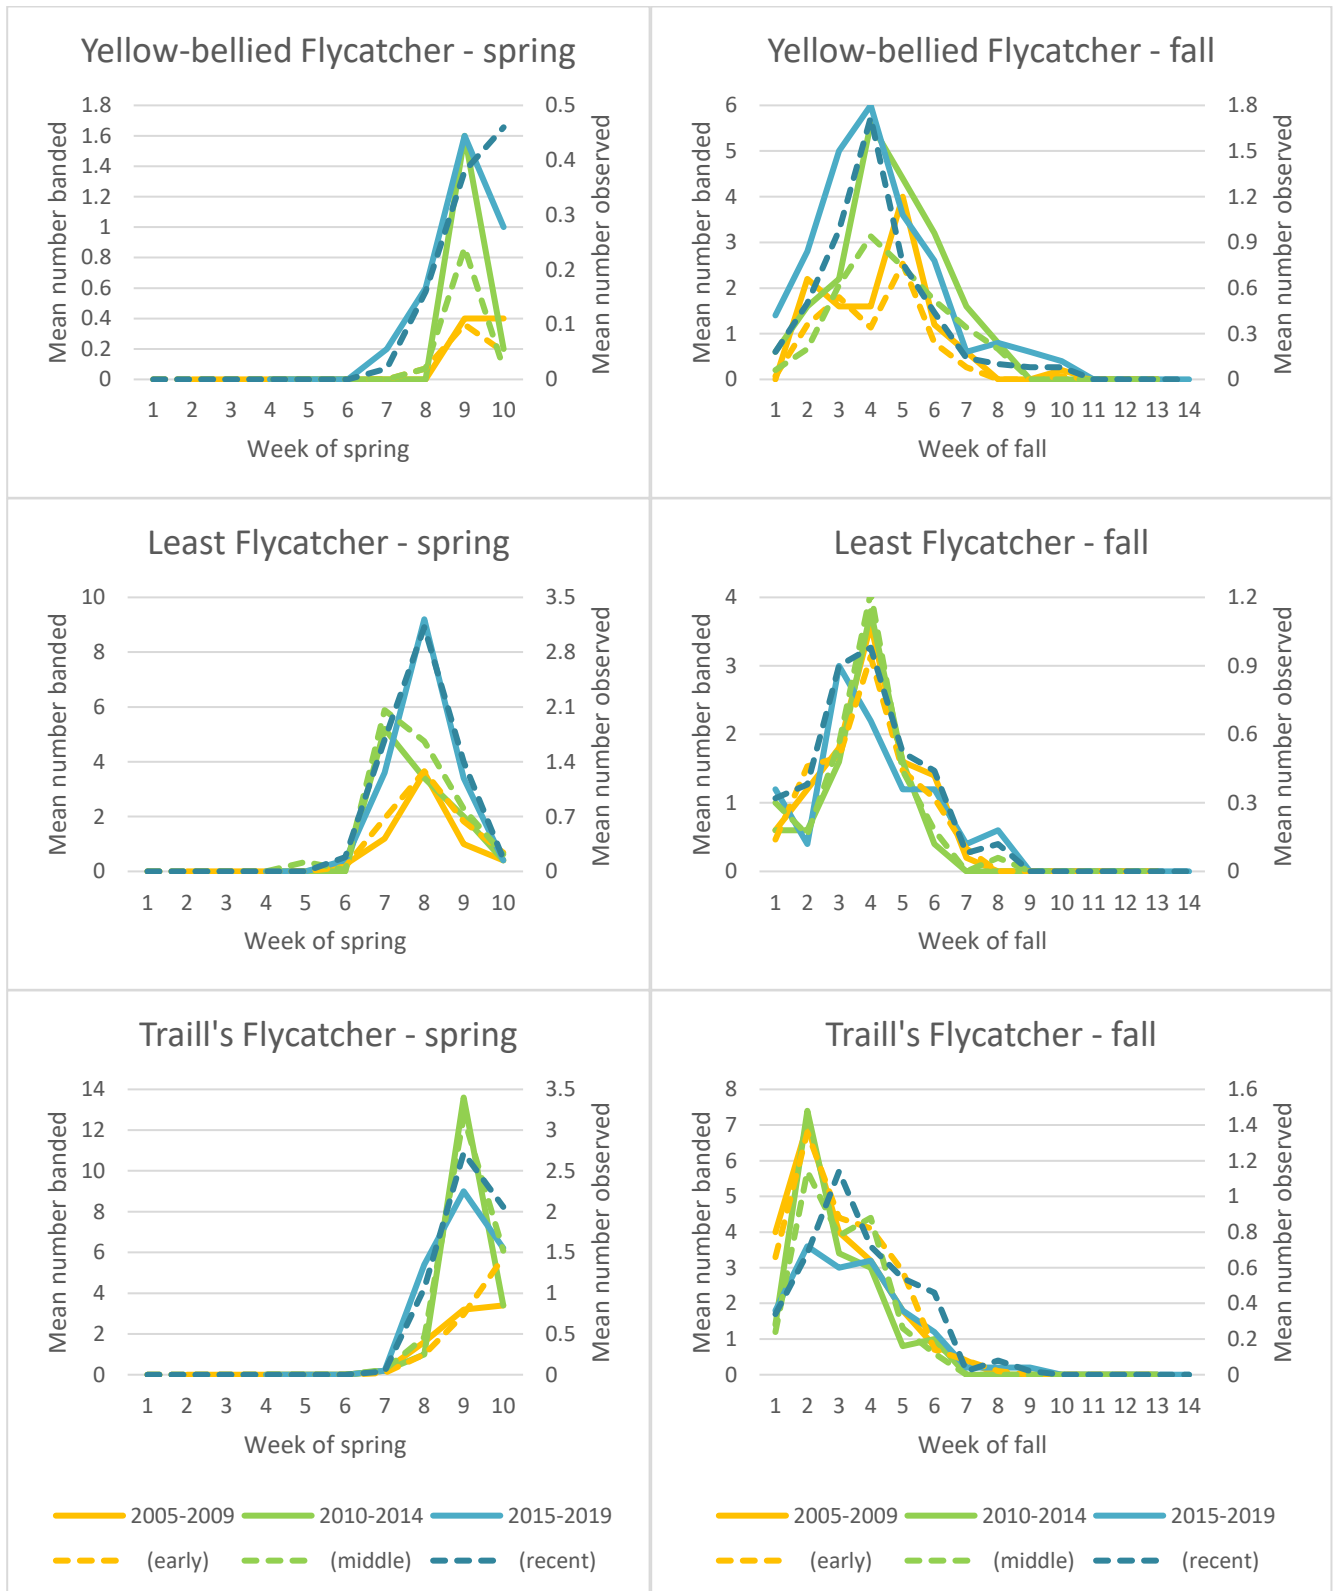 Yellow-bellied Flycatcher - spring
Mean number banded
1.8
1.6
1.4
1.2
1
0.8
0.6
0.4
0.2
0
0.5
0.4
0.3
0.2
0.1
0
Mean number observed
1 2 3 4 5 6 7 8 9 10
Week of spring
Yellow-bellied Flycatcher - fall
Mean number banded
6
5
4
3
2
1
0
1.8
1.5
1.2
0.9
0.6
0.3
0
Mean number observed
1 2 3 4 5 6 7 8 9 10 11 12 13 14
Week of fall
Least Flycatcher - spring
Mean number banded
10
8
6
4
2
0
3.5
2.8
2.1
1.4
0.7
0
Mean number observed
1 2 3 4 5 6 7 8 9 10
Week of spring
Least Flycatcher - fall
Mean number banded
4
3
2
1
0
1.2
0.9
0.6
0.3
0
Mean number observed
1 2 3 4 5 6 7 8 9 10 11 12 13 14
Week of fall
Traill's Flycatcher - spring
Mean number banded
14
12
10
8
6
4
2
0
3.5
3
2.5
2
1.5
1
0.5
0
Mean number observed
1 2 3 4 5 6 7 8 9 10
Week of spring
2005-2009 2010-2014 2015-2019
(early) (middle) (recent)
Traill's Flycatcher - fall
Mean number banded
8
7
6
5
4
3
2
1
0
1.6
1.4
1.2
1
0.8
0.6
0.4
0.2
0
Mean number observed
1 2 3 4 5 6 7 8 9 10 11 12 13 14
Week of fall
2005-2009 2010-2014 2015-2019
(early) (middle) (recent)